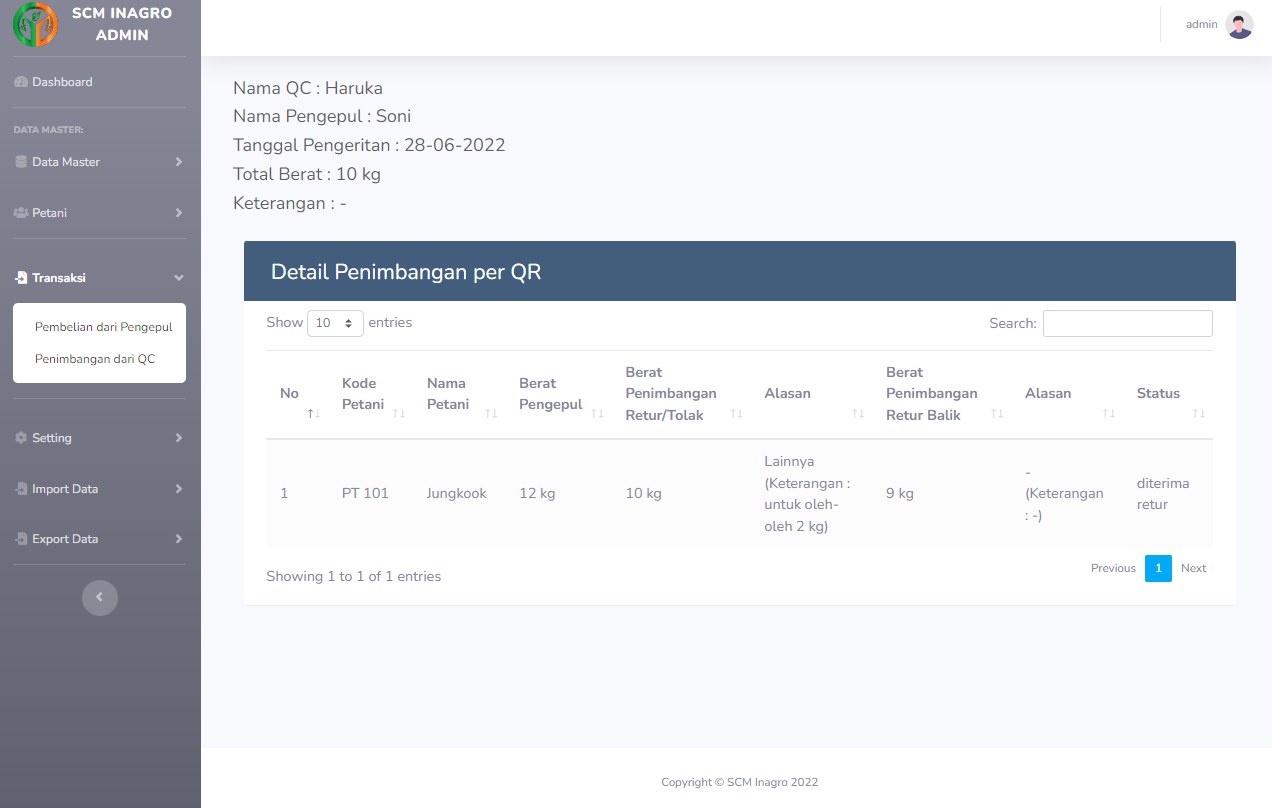 SCM INAGRO
ADMIN
admin
Dashboard
DATA MASTER:
Data Master
Petani
Transaksi
Pembelian dari Pengepul
Penimbangan dari QC
Setting
Import Data
Export Data
Nama QC : Haruka
Nama Pengepul : Soni
Tanggal Pengeritan : 28-06-2022
Total Berat : 10 kg
Keterangan : -
Detail Penimbangan per QR
Show 10 entries
Search:
No
Kode
Petani
Nama
Petani
Berat
Pengepul
Berat
Penimbangan
Retur/Tolak
Alasan
Berat
Penimbangan
Retur Balik
Alasan
Status
1
PT 101
Jungkook
12 kg
10 kg
Lainnya
(Keterangan :
untuk oleh-
oleh 2 kg)
9 kg
-
(Keterangan
: -)
diterima
retur
Showing 1 to 1 of 1 entries
Previous 1 Next
Copyright © SCM Inagro 2022